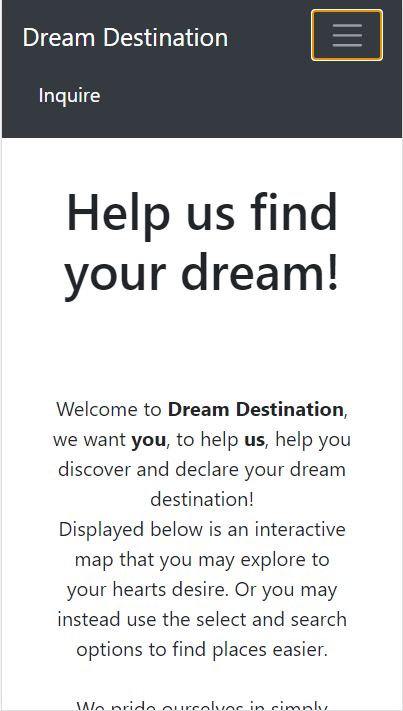 Dream Destination
Inquire
Help us find
your dream!
Welcome to Dream Destination,
we want you, to help us, help you
discover and declare your dream
destination!
Displayed below is an interactive
map that you may explore to
your hearts desire. Or you may
instead use the select and search
options to find places easier.
We pride ourselves in simply